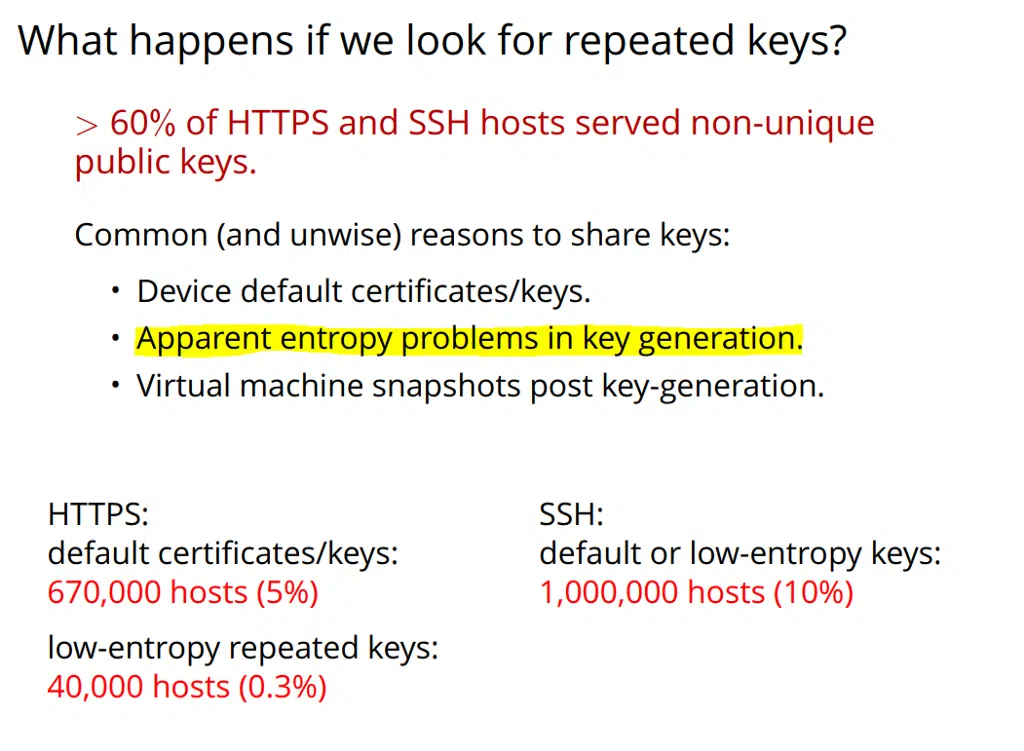 What happens if we look for repeated keys?
> 60% of HTTPS and SSH hosts served non-unique
public keys.
Common (and unwise) reasons to share keys:
• Device default certificates/keys.
• Apparent entropy problems in key generation.
• Virtual machine snapshots post key-generation.
HTTPS:
default certificates/keys:
670,000 hosts (5%)
low-entropy repeated keys:
40,000 hosts (0.3%)
SSH:
default or low-entropy keys:
1,000,000 hosts (10%)